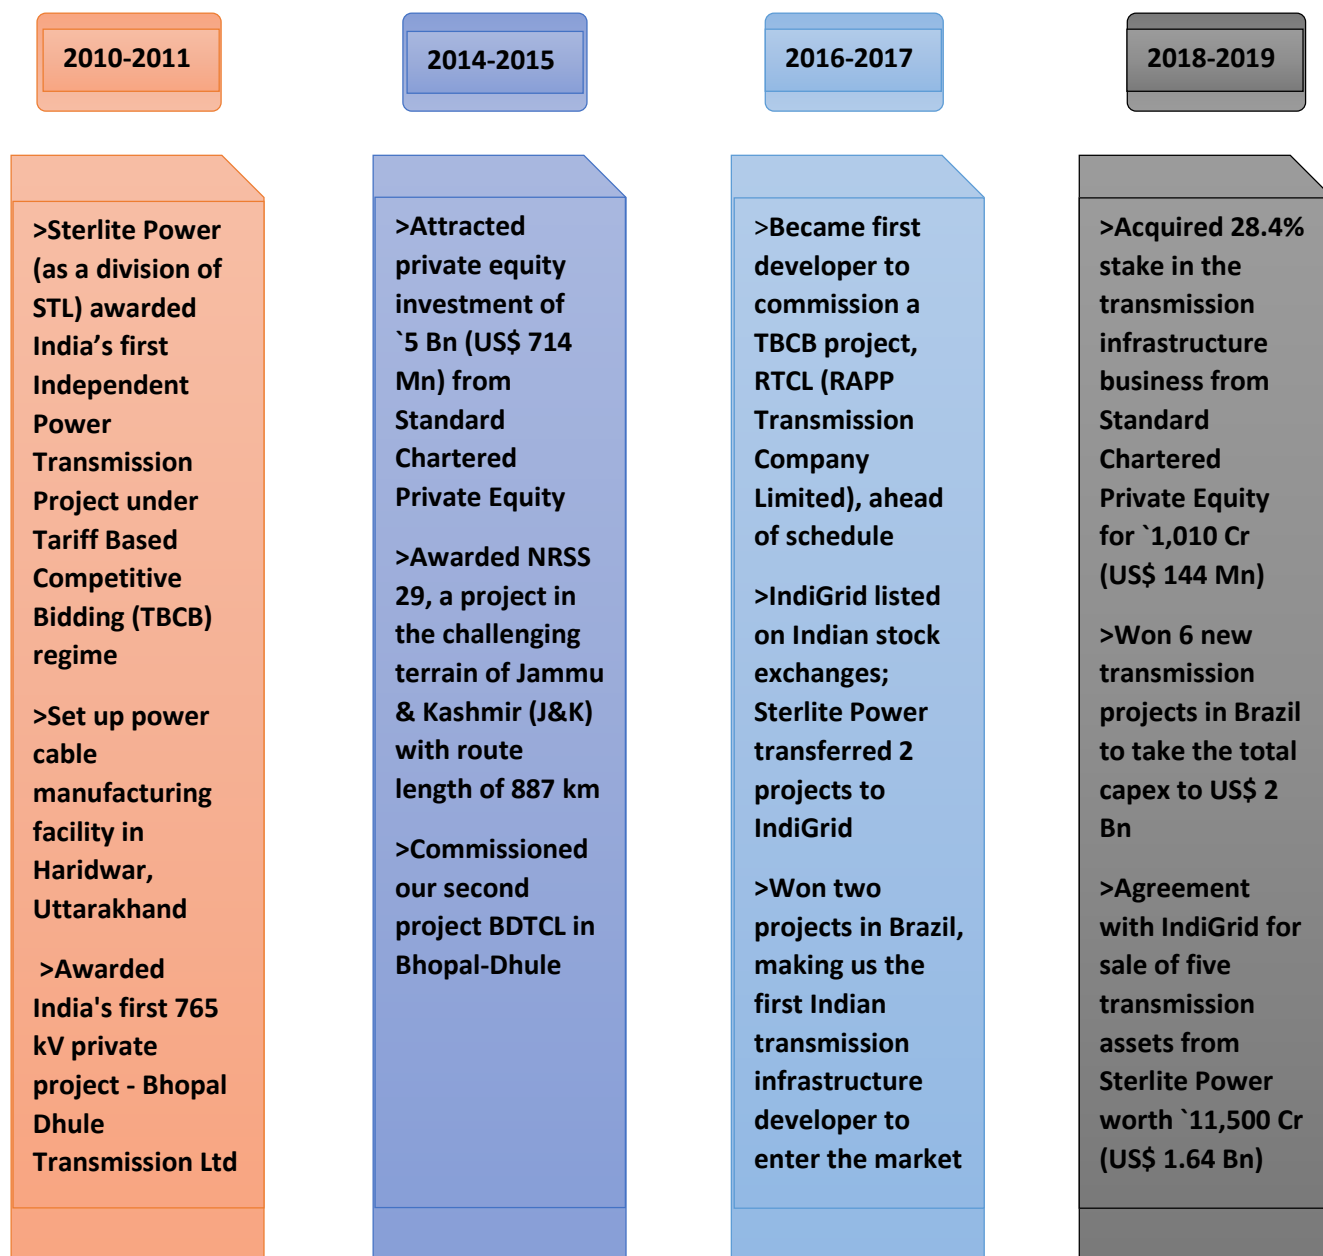 2010-2011
>Sterlite Power
(as a division of
STL) awarded
India’s first
Independent
Power
Transmission
Project under
Tariff Based
Competitive
Bidding (TBCB)
regime
>Set up power
cable
manufacturing
facility in
Haridwar,
Uttarakhand
>Awarded
India's first 765
kV private
project - Bhopal
Dhule
Transmission Ltd
2014-2015
>Attracted
private equity
investment of
`5 Bn (US$ 714
Mn) from
Standard
Chartered
Private Equity
>Awarded NRSS
29, a project in
the challenging
terrain of Jammu
& Kashmir (J&K)
with route
length of 887 km
>Commissioned
our second
project BDTCL in
Bhopal-Dhule
2016-2017
>Became first
developer to
commission a
TBCB project,
RTCL (RAPP
Transmission
Company
Limited), ahead
of schedule
>IndiGrid listed
on Indian stock
exchanges;
Sterlite Power
transferred 2
projects to
IndiGrid
>Won two
projects in Brazil,
making us the
first Indian
transmission
infrastructure
developer to
enter the market
2018-2019
>Acquired 28.4%
stake in the
transmission
infrastructure
business from
Standard
Chartered
Private Equity
for `1,010 Cr
(US$ 144 Mn)
>Won 6 new
transmission
projects in Brazil
to take the total
capex to US$ 2
Bn
>Agreement
with IndiGrid for
sale of five
transmission
assets from
Sterlite Power
worth `11,500 Cr
(US$ 1.64 Bn)